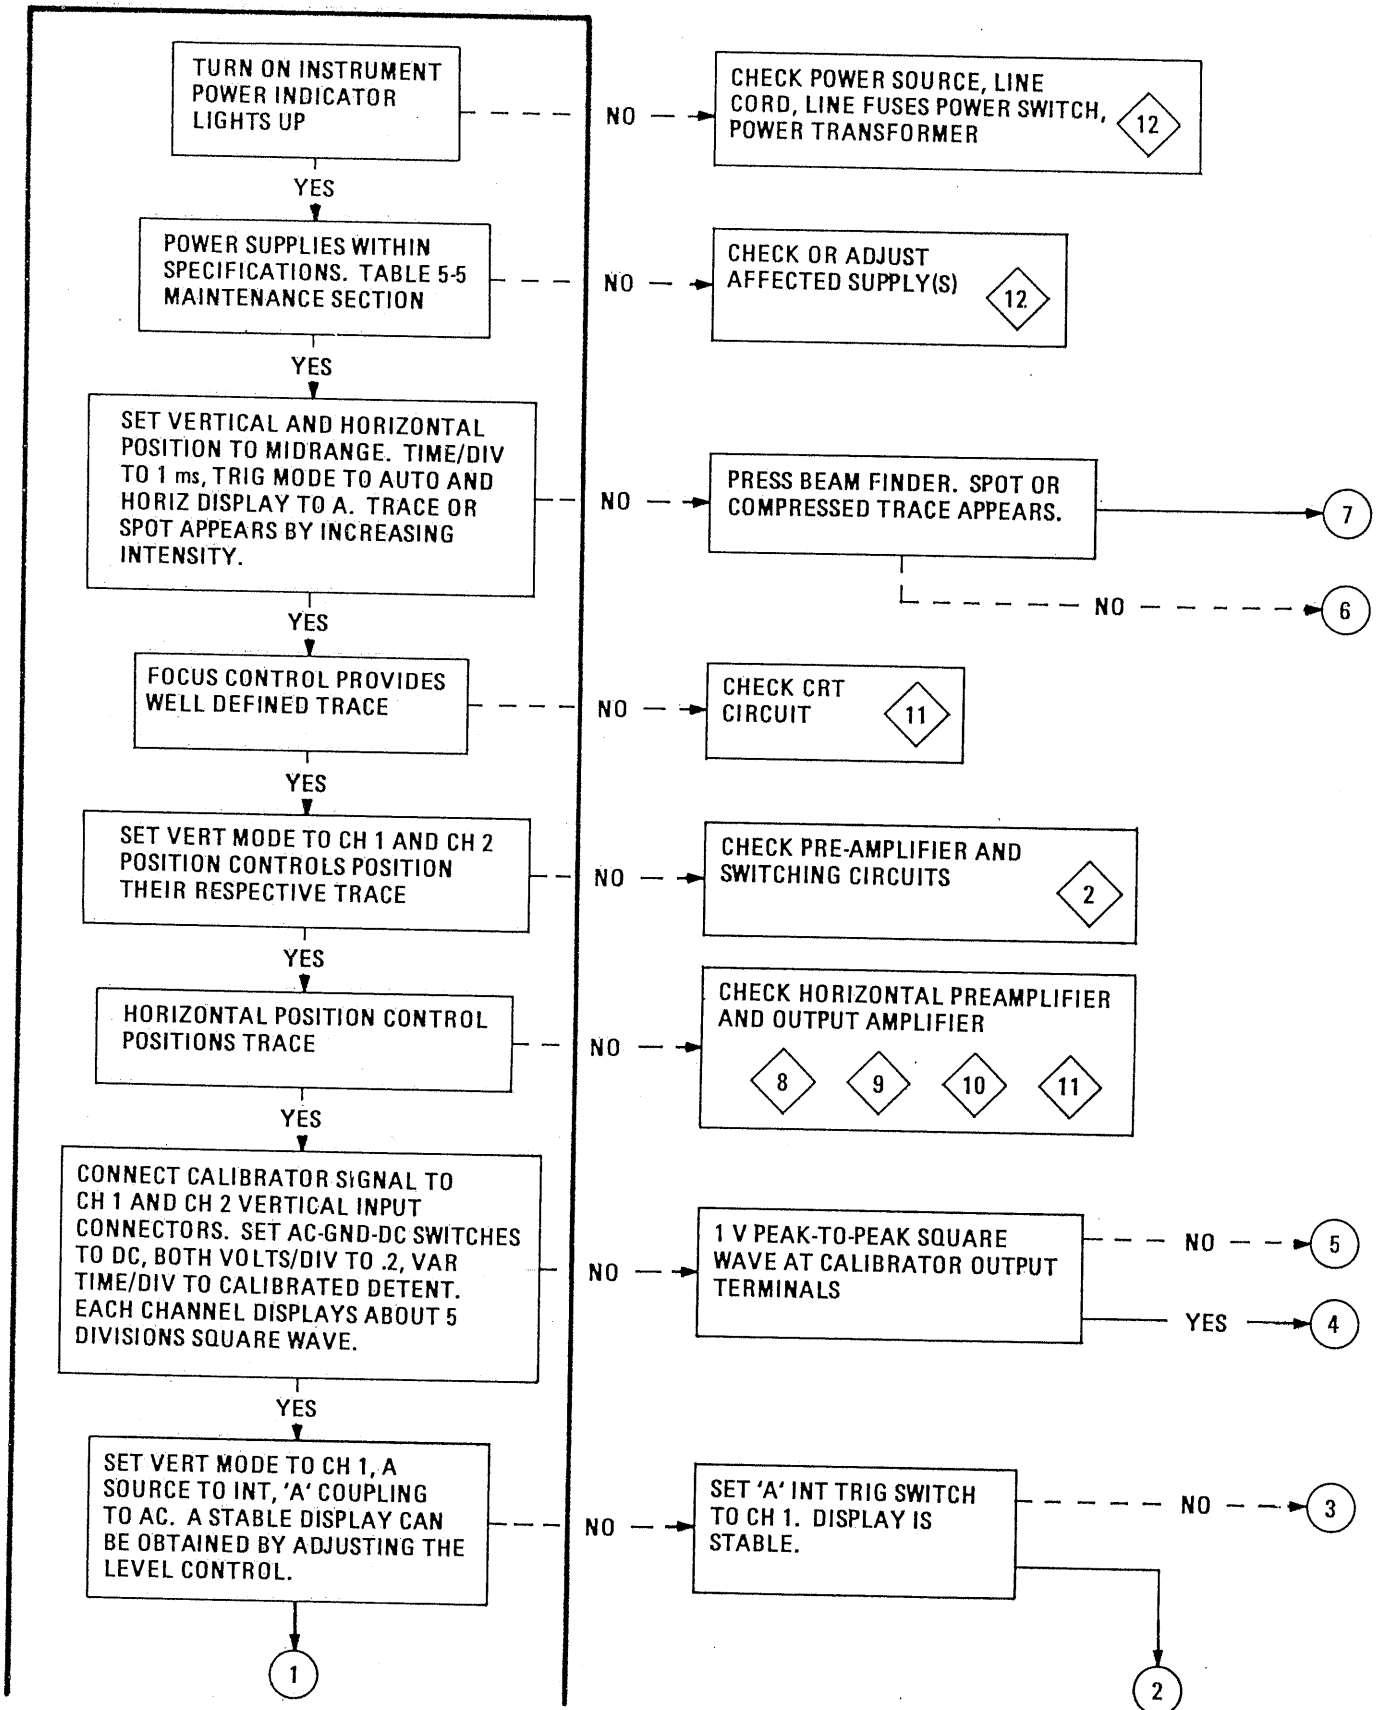 TURN ON INSTRUMENT
POWER INDICATOR
LIGHTS UP
NO
CHECK POWER SOURCE, LINE
CORD, LINE FUSES POWER SWITCH,
POWER TRANSFORMER
12
YES
POWER SUPPLIES WITHIN
SPECIFICATIONS. TABLE 5-5
MAINTENANCE SECTION
NO
CHECK OR ADJUST
AFFECTED SUPPLY(S)
12
YES
SET VERTICAL AND HORIZONTAL
POSITION TO MIDRANGE. TIME/DIV
TO 1 ms, TRIG MODE TO AUTO AND
HORIZ DISPLAY TO A. TRACE OR
SPOT APPEARS BY INCREASING
INTENSITY.
NO
PRESS BEAM FINDER. SPOT OR
COMPRESSED TRACE APPEARS.
7
NO
6
YES
FOCUS CONTROL PROVIDES
WELL DEFINED TRACE
NO
CHECK CRT
CIRCUIT
11
YES
SET VERT MODE TO CH 1 AND CH 2
POSITION CONTROLS POSITION
THEIR RESPECTIVE TRACE
NO
CHECK PRE-AMPLIFIER AND
SWITCHING CIRCUITS
2
YES
HORIZONTAL POSITION CONTROL
POSITIONS TRACE
NO
CHECK HORIZONTAL PREAMPLIFIER
AND OUTPUT AMPLIFIER
8 9 10 11
YES
CONNECT CALIBRATOR SIGNAL TO
CH 1 AND CH 2 VERTICAL INPUT
CONNECTORS. SET AC-GND-DC SWITCHES
TO DC, BOTH VOLTS/DIV TO .2, VAR
TIME/DIV TO CALIBRATED DETENT.
EACH CHANNEL DISPLAYS ABOUT 5
DIVISIONS SQUARE WAVE.
NO
1 V PEAK-TO-PEAK SQUARE
WAVE AT CALIBRATOR OUTPUT
TERMINALS
NO
5
YES
4
YES
SET VERT MODE TO CH 1, A
SOURCE TO INT, 'A' COUPLING
TO AC. A STABLE DISPLAY CAN
BE OBTAINED BY ADJUSTING THE
LEVEL CONTROL.
NO
SET 'A' INT TRIG SWITCH
TO CH 1. DISPLAY IS
STABLE.
NO
3
1
2